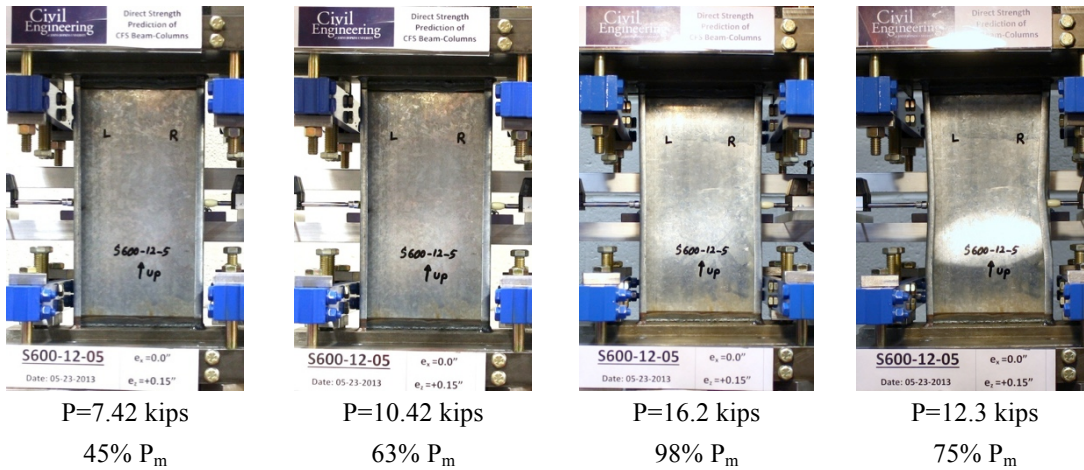 Civil
Engineering
Direct Strength
Prediction of
CFS Beam-Columns
L R
S600-12-5
↑ up
S600-12-05
Date: 05-23-2013
eₓ =0.0”
e_z =+0.15”
P=7.42 kips
45% Pₘ
Civil
Engineering
Direct Strength
Prediction of
CFS Beam-Columns
L R
S600-12-5
↑ up
S600-12-05
Date: 05-23-2013
eₓ =0.0”
e_z =+0.15”
P=10.42 kips
63% Pₘ
Civil
Engineering
Direct Strength
Prediction of
CFS Beam-Columns
L R
S600-12-5
↑ up
S600-12-05
Date: 05-23-2013
eₓ =0.0”
e_z =+0.15”
P=16.2 kips
98% Pₘ
Civil
Engineering
Direct Strength
Prediction of
Beam-Columns
L R
S600-12-5
↑ up
S600-12-05
Date: 05-23-2013
eₓ =0.0”
e_z =+0.15”
P=12.3 kips
75% Pₘ